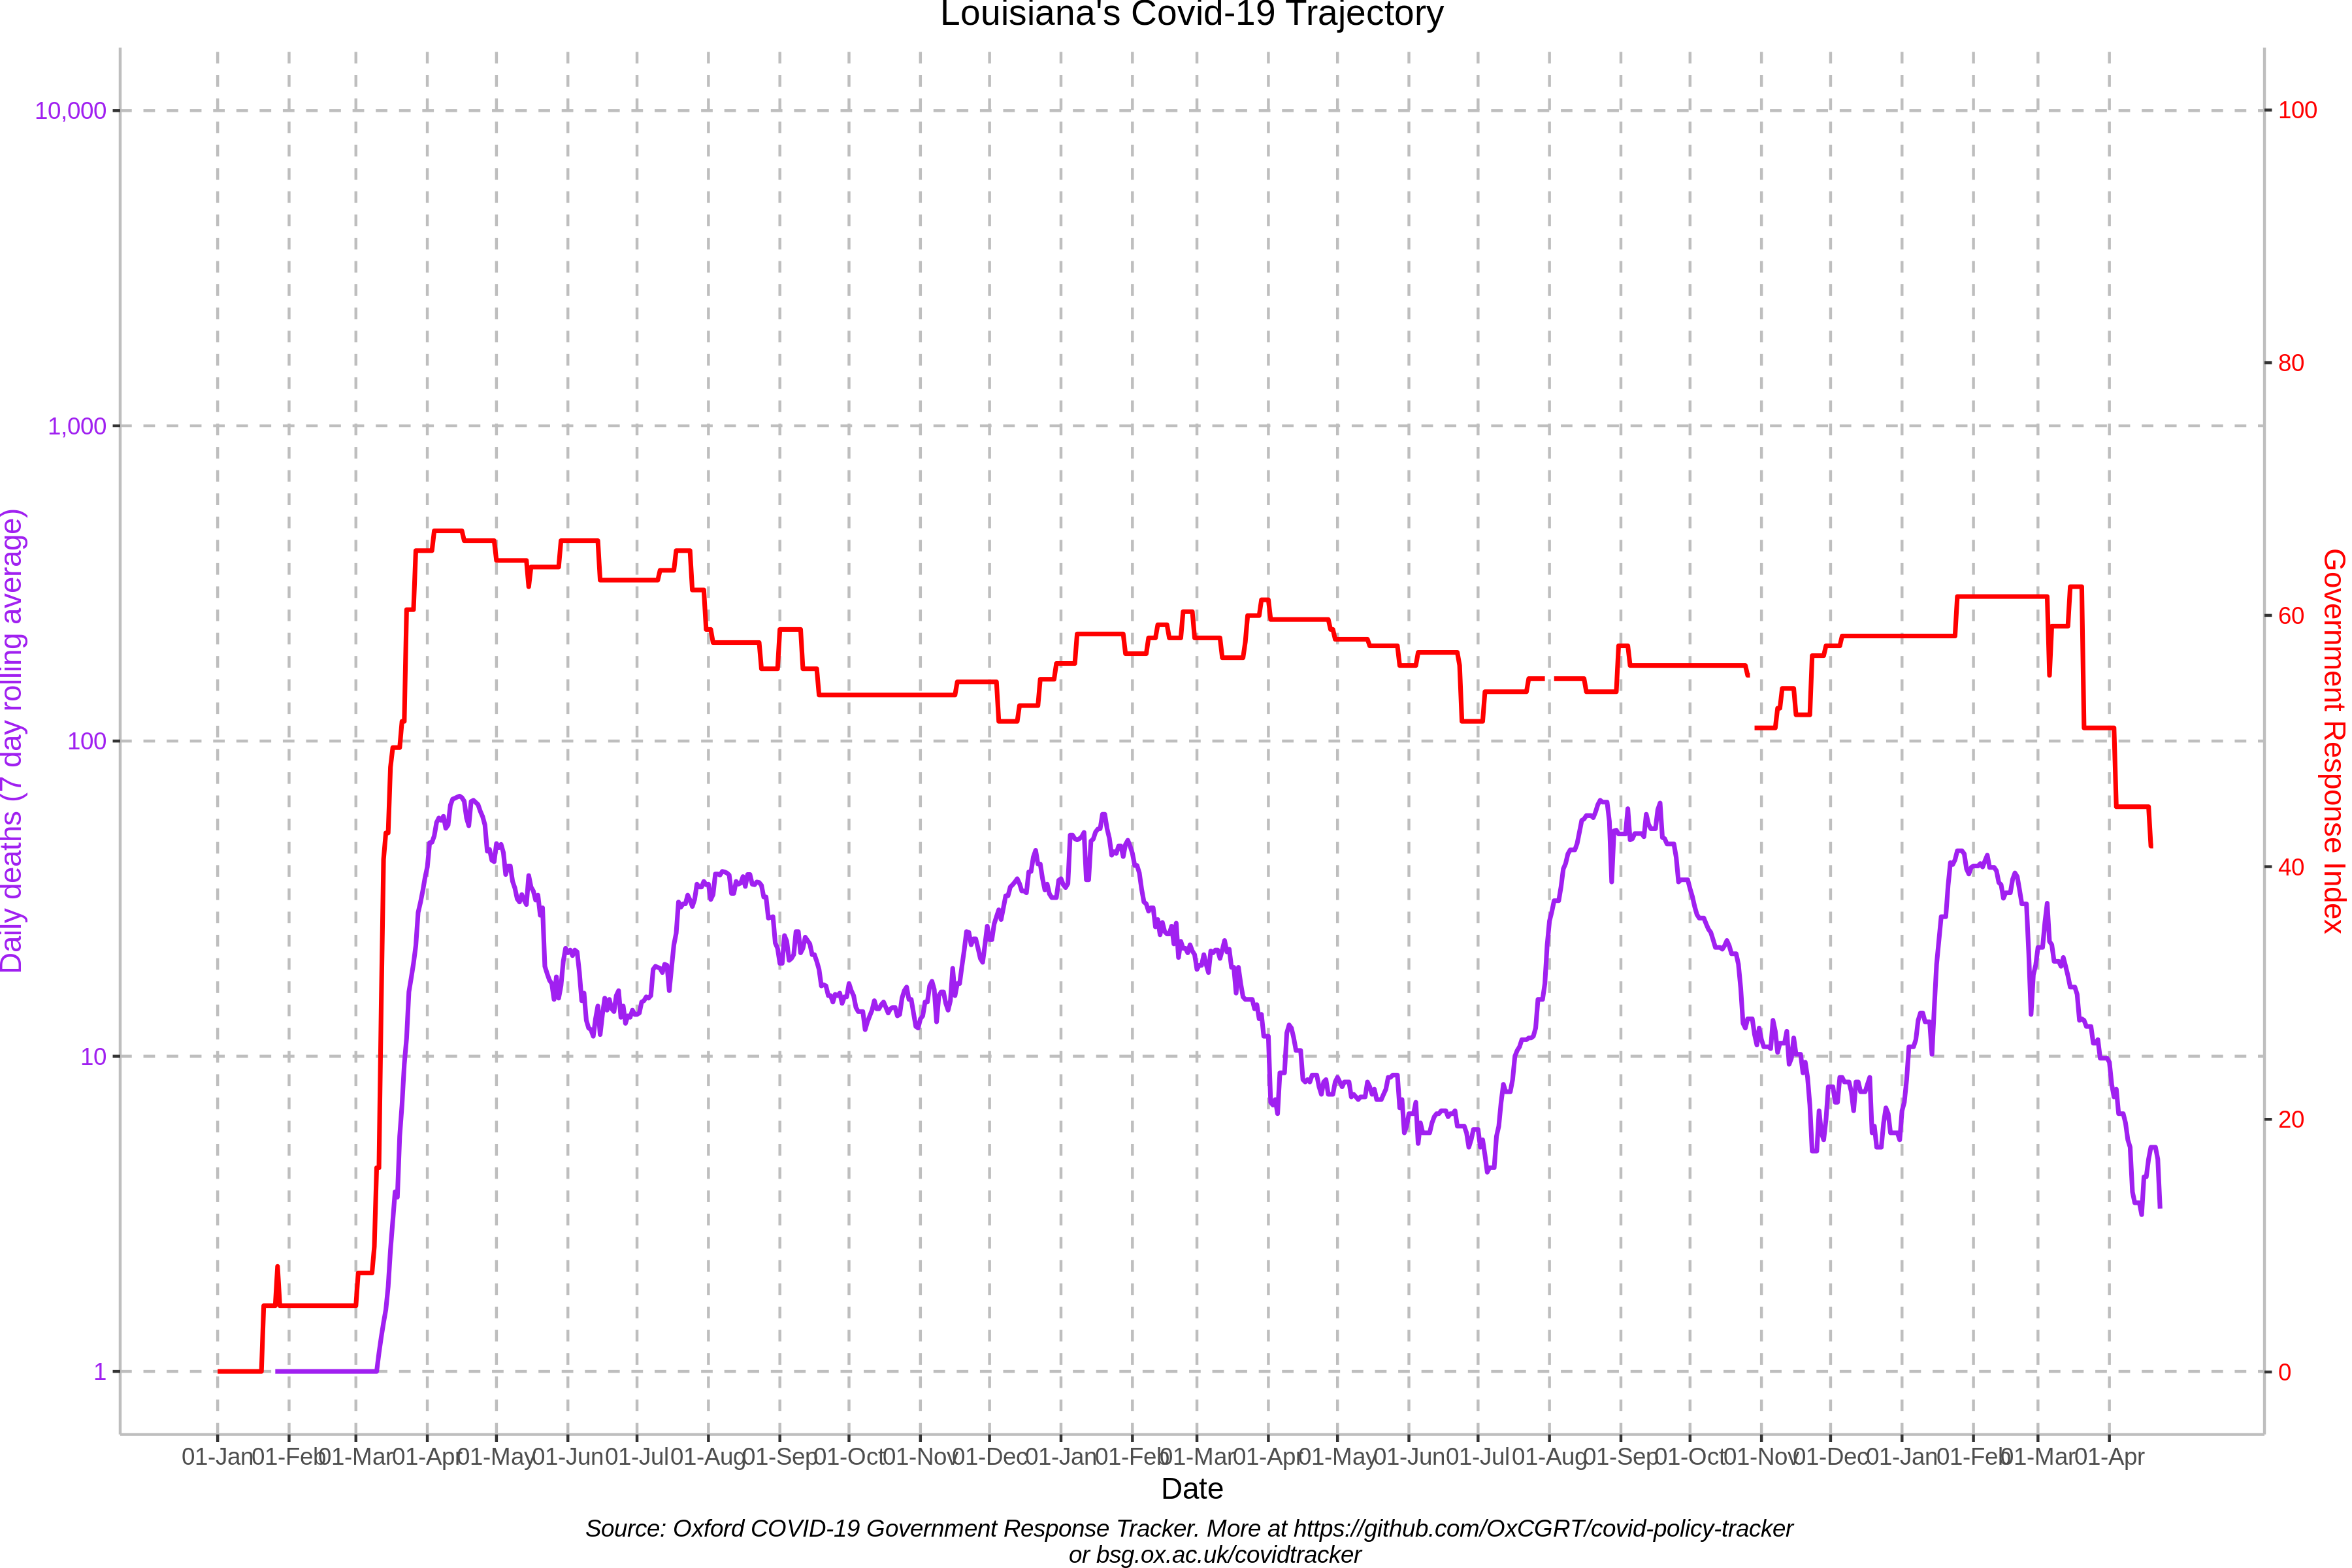 Louisiana's Covid-19 Trajectory
10,000
1,000
100
10
1
Daily deaths (7 day rolling average)
100
80
60
40
20
0
Government Response Index
01-Jan 01-Feb 01-Mar 01-Apr 01-May 01-Jun 01-Jul 01-Aug 01-Sep 01-Oct 01-Nov 01-Dec 01-Jan 01-Feb 01-Mar 01-Apr 01-May 01-Jun 01-Jul 01-Aug 01-Sep 01-Oct 01-Nov 01-Dec 01-Jan 01-Feb 01-Mar 01-Apr
Date
Source: Oxford COVID-19 Government Response Tracker. More at https://github.com/OxCGRT/covid-policy-tracker
or bsg.ox.ac.uk/covidtracker